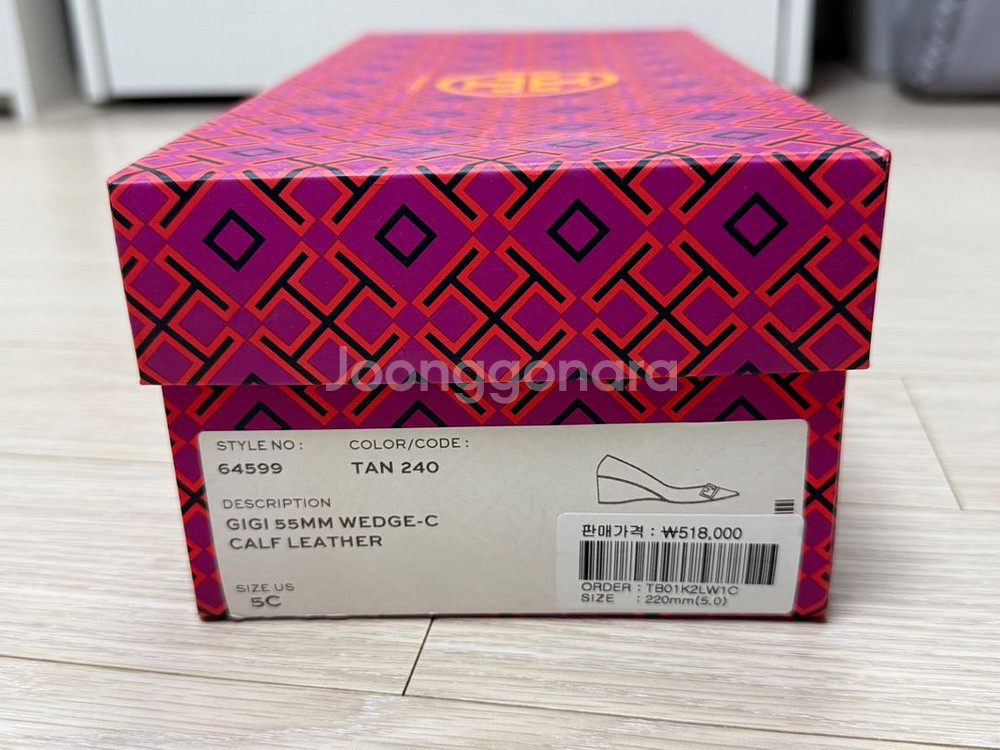 Joonggonara
STYLE NO :
COLOR/CODE :
64599
TAN 240
DESCRIPTION
GIGI 55MM WEDGE-C
CALF LEATHER
SIZE US
5C
판매가격 : ₩518,000
ORDER : TB01K2LW1C
SIZE : 220mm(5.0)